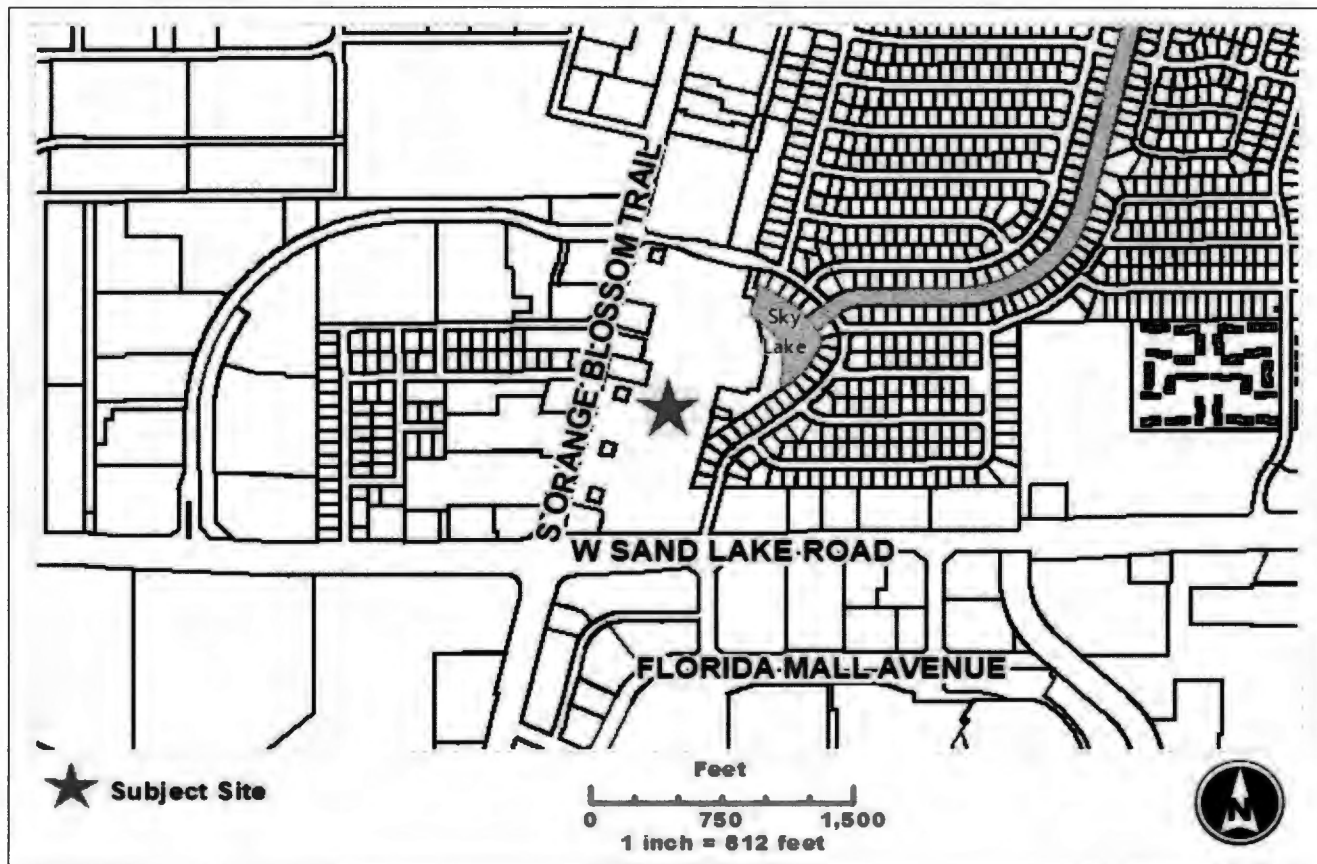 S ORANGE BLOSSOM TRAIL
Sky
Lake
W SAND LAKE ROAD
FLORIDA MALL AVENUE
Subject Site
Feet
0 750 1,500
1 inch = 812 feet
N